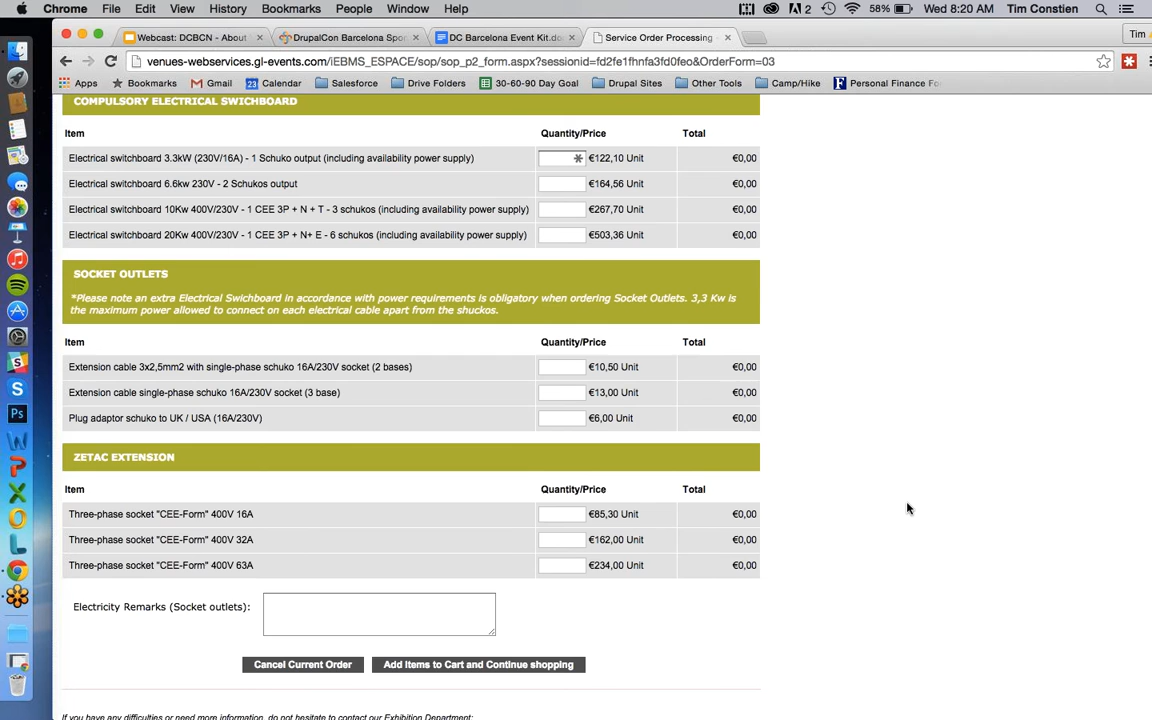 Chrome File Edit View History Bookmarks People Window Help 2 58% Wed 8:20 AM Tim Constien
Webcast: DCBCN - About × DrupalCon Barcelona Spo × DC Barcelona Event Kit.do × Service Order Processing × Tim
venues-webservices.gl-events.com/iEBMS_ESPACE/sop/sop_p2_form.aspx?sessionid=fd2fe1fhnfa3fd0feo&OrderForm=03
Apps Bookmarks Gmail 23 Calendar Salesforce Drive Folders 30-60-90 Day Goal Drupal Sites Other Tools Camp/Hike Personal Finance Fo
COMPULSORY ELECTRICAL SWICHBOARD
Item Quantity/Price Total
Electrical switchboard 3.3kW (230V/16A) - 1 Schuko output (including availability power supply) €122,10 Unit €0,00
Electrical switchboard 6.6kw 230V - 2 Schukos output €164,56 Unit €0,00
Electrical switchboard 10Kw 400V/230V - 1 CEE 3P + N + T - 3 schukos (including availability power supply) €267,70 Unit €0,00
Electrical switchboard 20Kw 400V/230V - 1 CEE 3P + N+ E - 6 schukos (including availability power supply) €503,36 Unit €0,00
SOCKET OUTLETS
*Please note an extra Electrical Swichboard in accordance with power requirements is obligatory when ordering Socket Outlets. 3,3 Kw is
the maximum power allowed to connect on each electrical cable apart from the shuckos.
Item Quantity/Price Total
Extension cable 3x2,5mm2 with single-phase schuko 16A/230V socket (2 bases) €10,50 Unit €0,00
Extension cable single-phase schuko 16A/230V socket (3 base) €13,00 Unit €0,00
Plug adaptor schuko to UK / USA (16A/230V) €6,00 Unit €0,00
ZETAC EXTENSION
Item Quantity/Price Total
Three-phase socket "CEE-Form" 400V 16A €85,30 Unit €0,00
Three-phase socket "CEE-Form" 400V 32A €162,00 Unit €0,00
Three-phase socket "CEE-Form" 400V 63A €234,00 Unit €0,00
Electricity Remarks (Socket outlets):
Cancel Current Order Add Items to Cart and Continue shopping
If you have any difficulties or need more information, do not hesitate to contact our Exhibition Department: